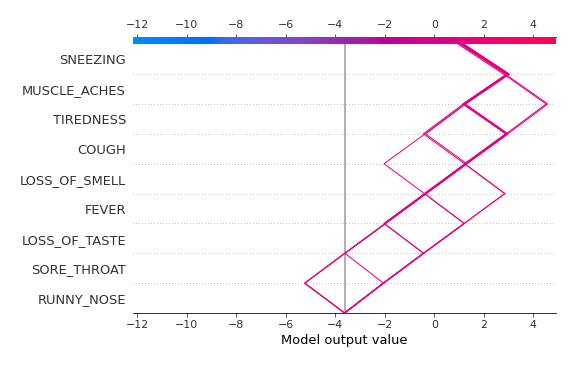 −12 −10 −8 −6 −4 −2 0 2 4
SNEEZING
MUSCLE_ACHES
TIREDNESS
COUGH
LOSS_OF_SMELL
FEVER
LOSS_OF_TASTE
SORE_THROAT
RUNNY_NOSE
−12 −10 −8 −6 −4 −2 0 2 4
Model output value